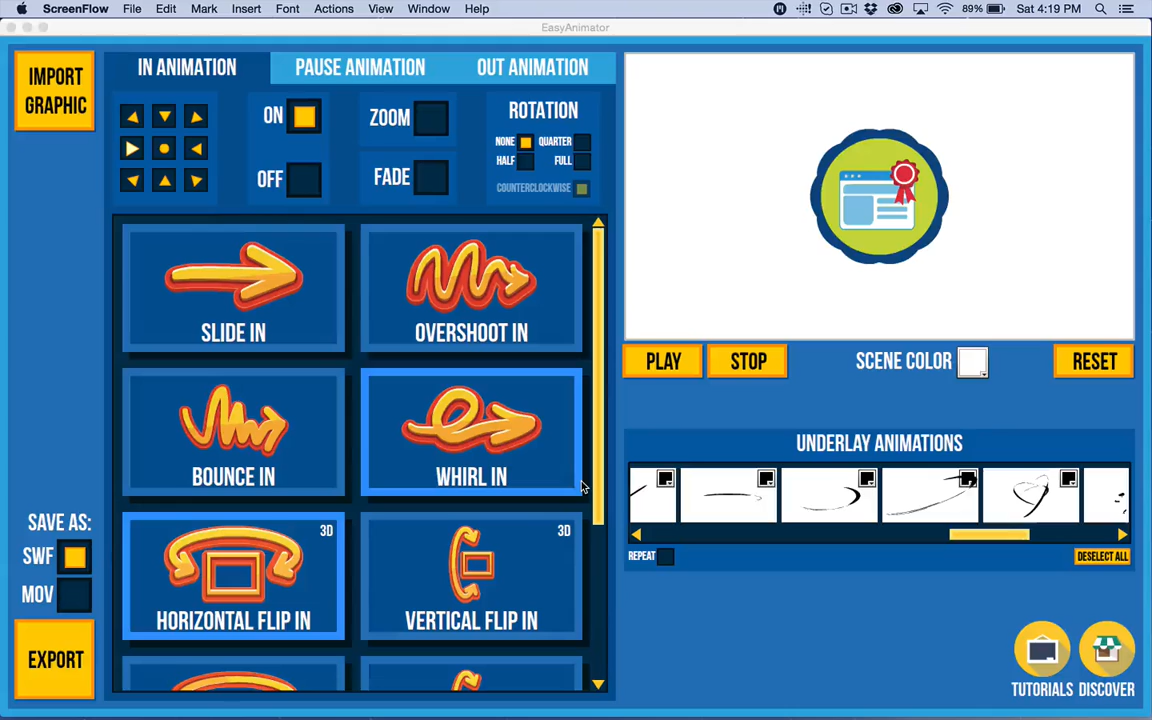 ScreenFlow File Edit Mark Insert Font Actions View Window Help 89% Sat 4:19 PM
EasyAnimator
IMPORT
GRAPHIC
IN ANIMATION PAUSE ANIMATION OUT ANIMATION
ON
OFF
ZOOM
FADE
ROTATION
NONE QUARTER
HALF FULL
COUNTERCLOCKWISE
SLIDE IN
OVERSHOOT IN
BOUNCE IN
WHIRL IN
3D
HORIZONTAL FLIP IN
3D
VERTICAL FLIP IN
SAVE AS:
SWF
MOV
EXPORT
PLAY STOP SCENE COLOR RESET
UNDERLAY ANIMATIONS
REPEAT DESELECT ALL
TUTORIALS DISCOVER